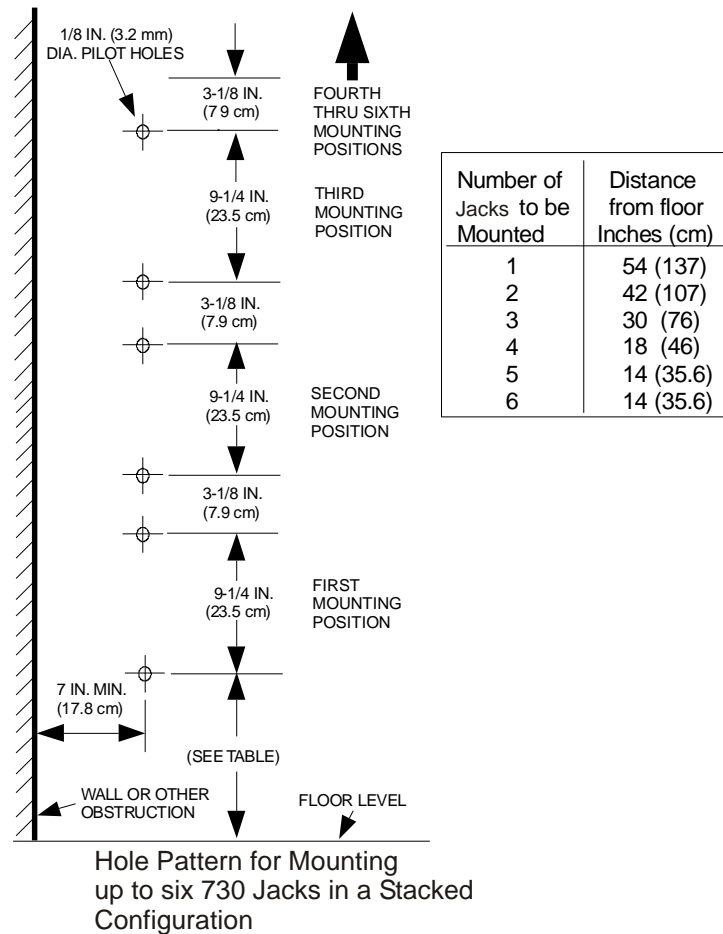 1/8 IN. (3.2 mm)
DIA. PILOT HOLES
3-1/8 IN.
(7 9 cm)
FOURTH
THRU SIXTH
MOUNTING
POSITIONS
9-1/4 IN.
(23.5 cm)
THIRD
MOUNTING
POSITION
3-1/8 IN.
(7.9 cm)
9-1/4 IN.
(23.5 cm)
SECOND
MOUNTING
POSITION
3-1/8 IN.
(7.9 cm)
9-1/4 IN.
(23.5 cm)
FIRST
MOUNTING
POSITION
7 IN. MIN.
(17.8 cm)
(SEE TABLE)
WALL OR OTHER
OBSTRUCTION
FLOOR LEVEL
Number of
Jacks to be
Mounted
Distance
from floor
Inches (cm)
1 54 (137)
2 42 (107)
3 30 (76)
4 18 (46)
5 14 (35.6)
6 14 (35.6)
Hole Pattern for Mounting
up to six 730 Jacks in a Stacked
Configuration